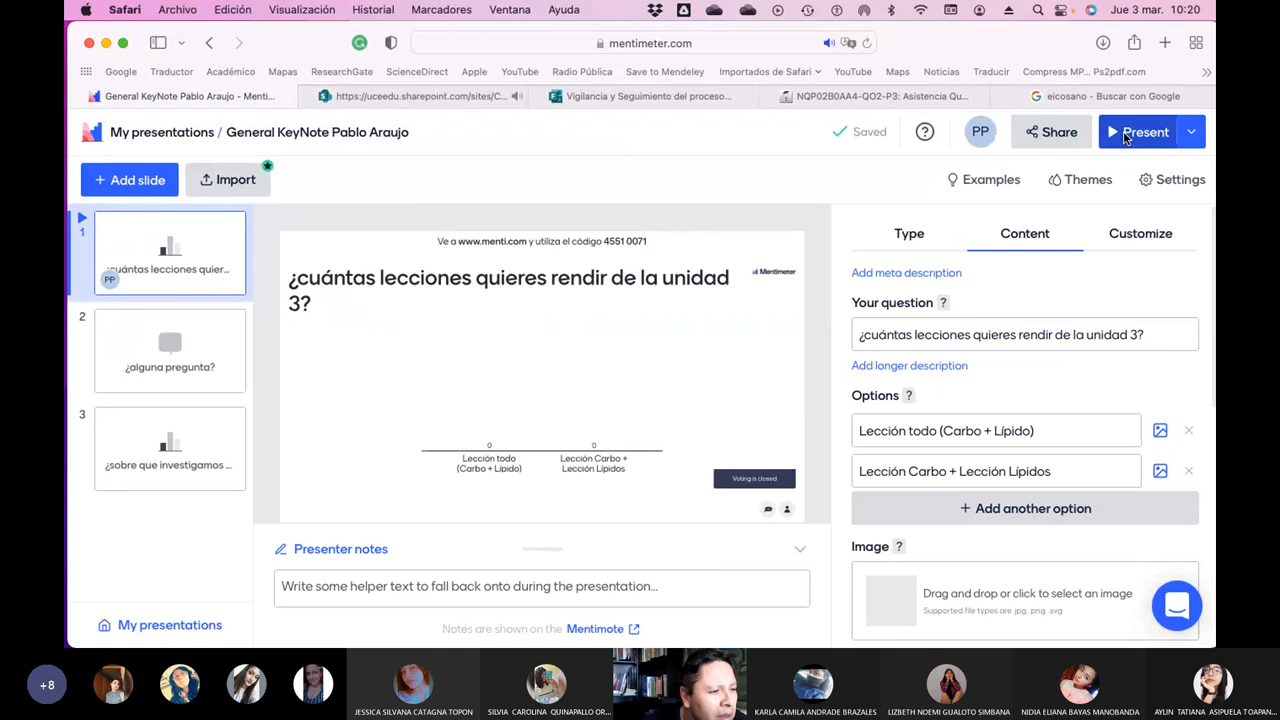 Safari Archivo Edición Visualización Historial Marcadores Ventana Ayuda Jue 3 mar. 10:20
mentimeter.com
Google Traductor Académico Mapas ResearchGate ScienceDirect Apple YouTube Radio Pública Save to Mendeley Importados de Safari YouTube Maps Noticias Traducir Compress MP... Ps2pdf.com
General KeyNote Pablo Araujo - Menti... https://uceedu.sharepoint.com/sites/C... Vigilancia y Seguimiento del proceso... NQP02B0AA4-QO2-P3: Asistencia Qu... eicosano - Buscar con Google
My presentations / General KeyNote Pablo Araujo Saved ? PP Share Present
+ Add slide Import Examples Themes Settings
1
¿cuántas lecciones quier...
PP
2
¿alguna pregunta?
3
¿sobre que investigamos ...
My presentations
Ve a www.menti.com y utiliza el código 4551 0071
¿cuántas lecciones quieres rendir de la unidad
3?
Mentimeter
0 0
Lección todo
(Carbo + Lípido)
Lección Carbo +
Lección Lípidos
Voting is closed
Presenter notes
Write some helper text to fall back onto during the presentation...
Notes are shown on the Mentimote
Type Content Customize
Add meta description
Your question ?
¿cuántas lecciones quieres rendir de la unidad 3?
Add longer description
Options ?
Lección todo (Carbo + Lípido)
Lección Carbo + Lección Lípidos
+ Add another option
Image ?
Drag and drop or click to select an image
Supported file types are .jpg, .png, .svg
+8 JESSICA SILVANA CATAGNA TOPON SILVIA CAROLINA QUINAPALLO OR... KARLA CAMILA ANDRADE BRAZALES LIZBETH NOEMI GUALOTO SIMBANA NIDIA ELIANA BAYAS MANOBANDA AYLIN TATIANA ASIPUELA TOAPAN...